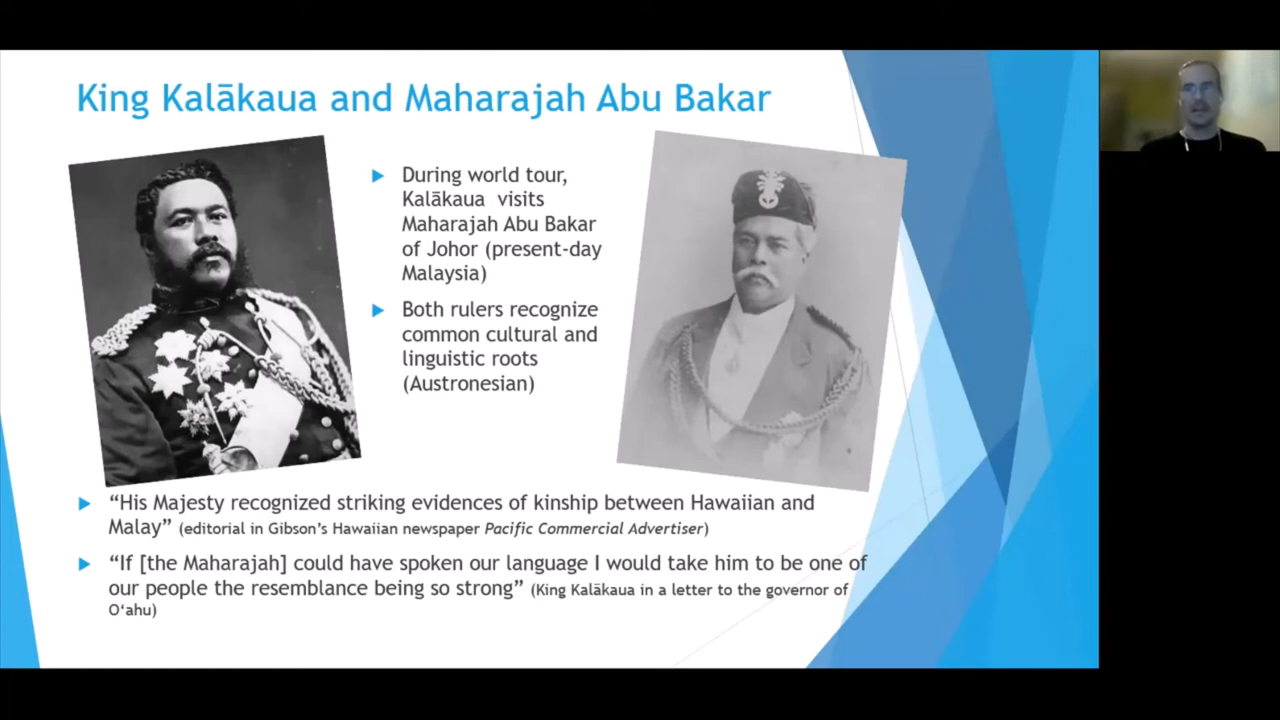 King Kalākaua and Maharajah Abu Bakar
During world tour,
Kalākaua visits
Maharajah Abu Bakar
of Johor (present-day
Malaysia)
Both rulers recognize
common cultural and
linguistic roots
(Austronesian)
“His Majesty recognized striking evidences of kinship between Hawaiian and
Malay” (editorial in Gibson’s Hawaiian newspaper Pacific Commercial Advertiser)
“If [the Maharajah] could have spoken our language I would take him to be one of
our people the resemblance being so strong” (King Kalākaua in a letter to the governor of
O‘ahu)